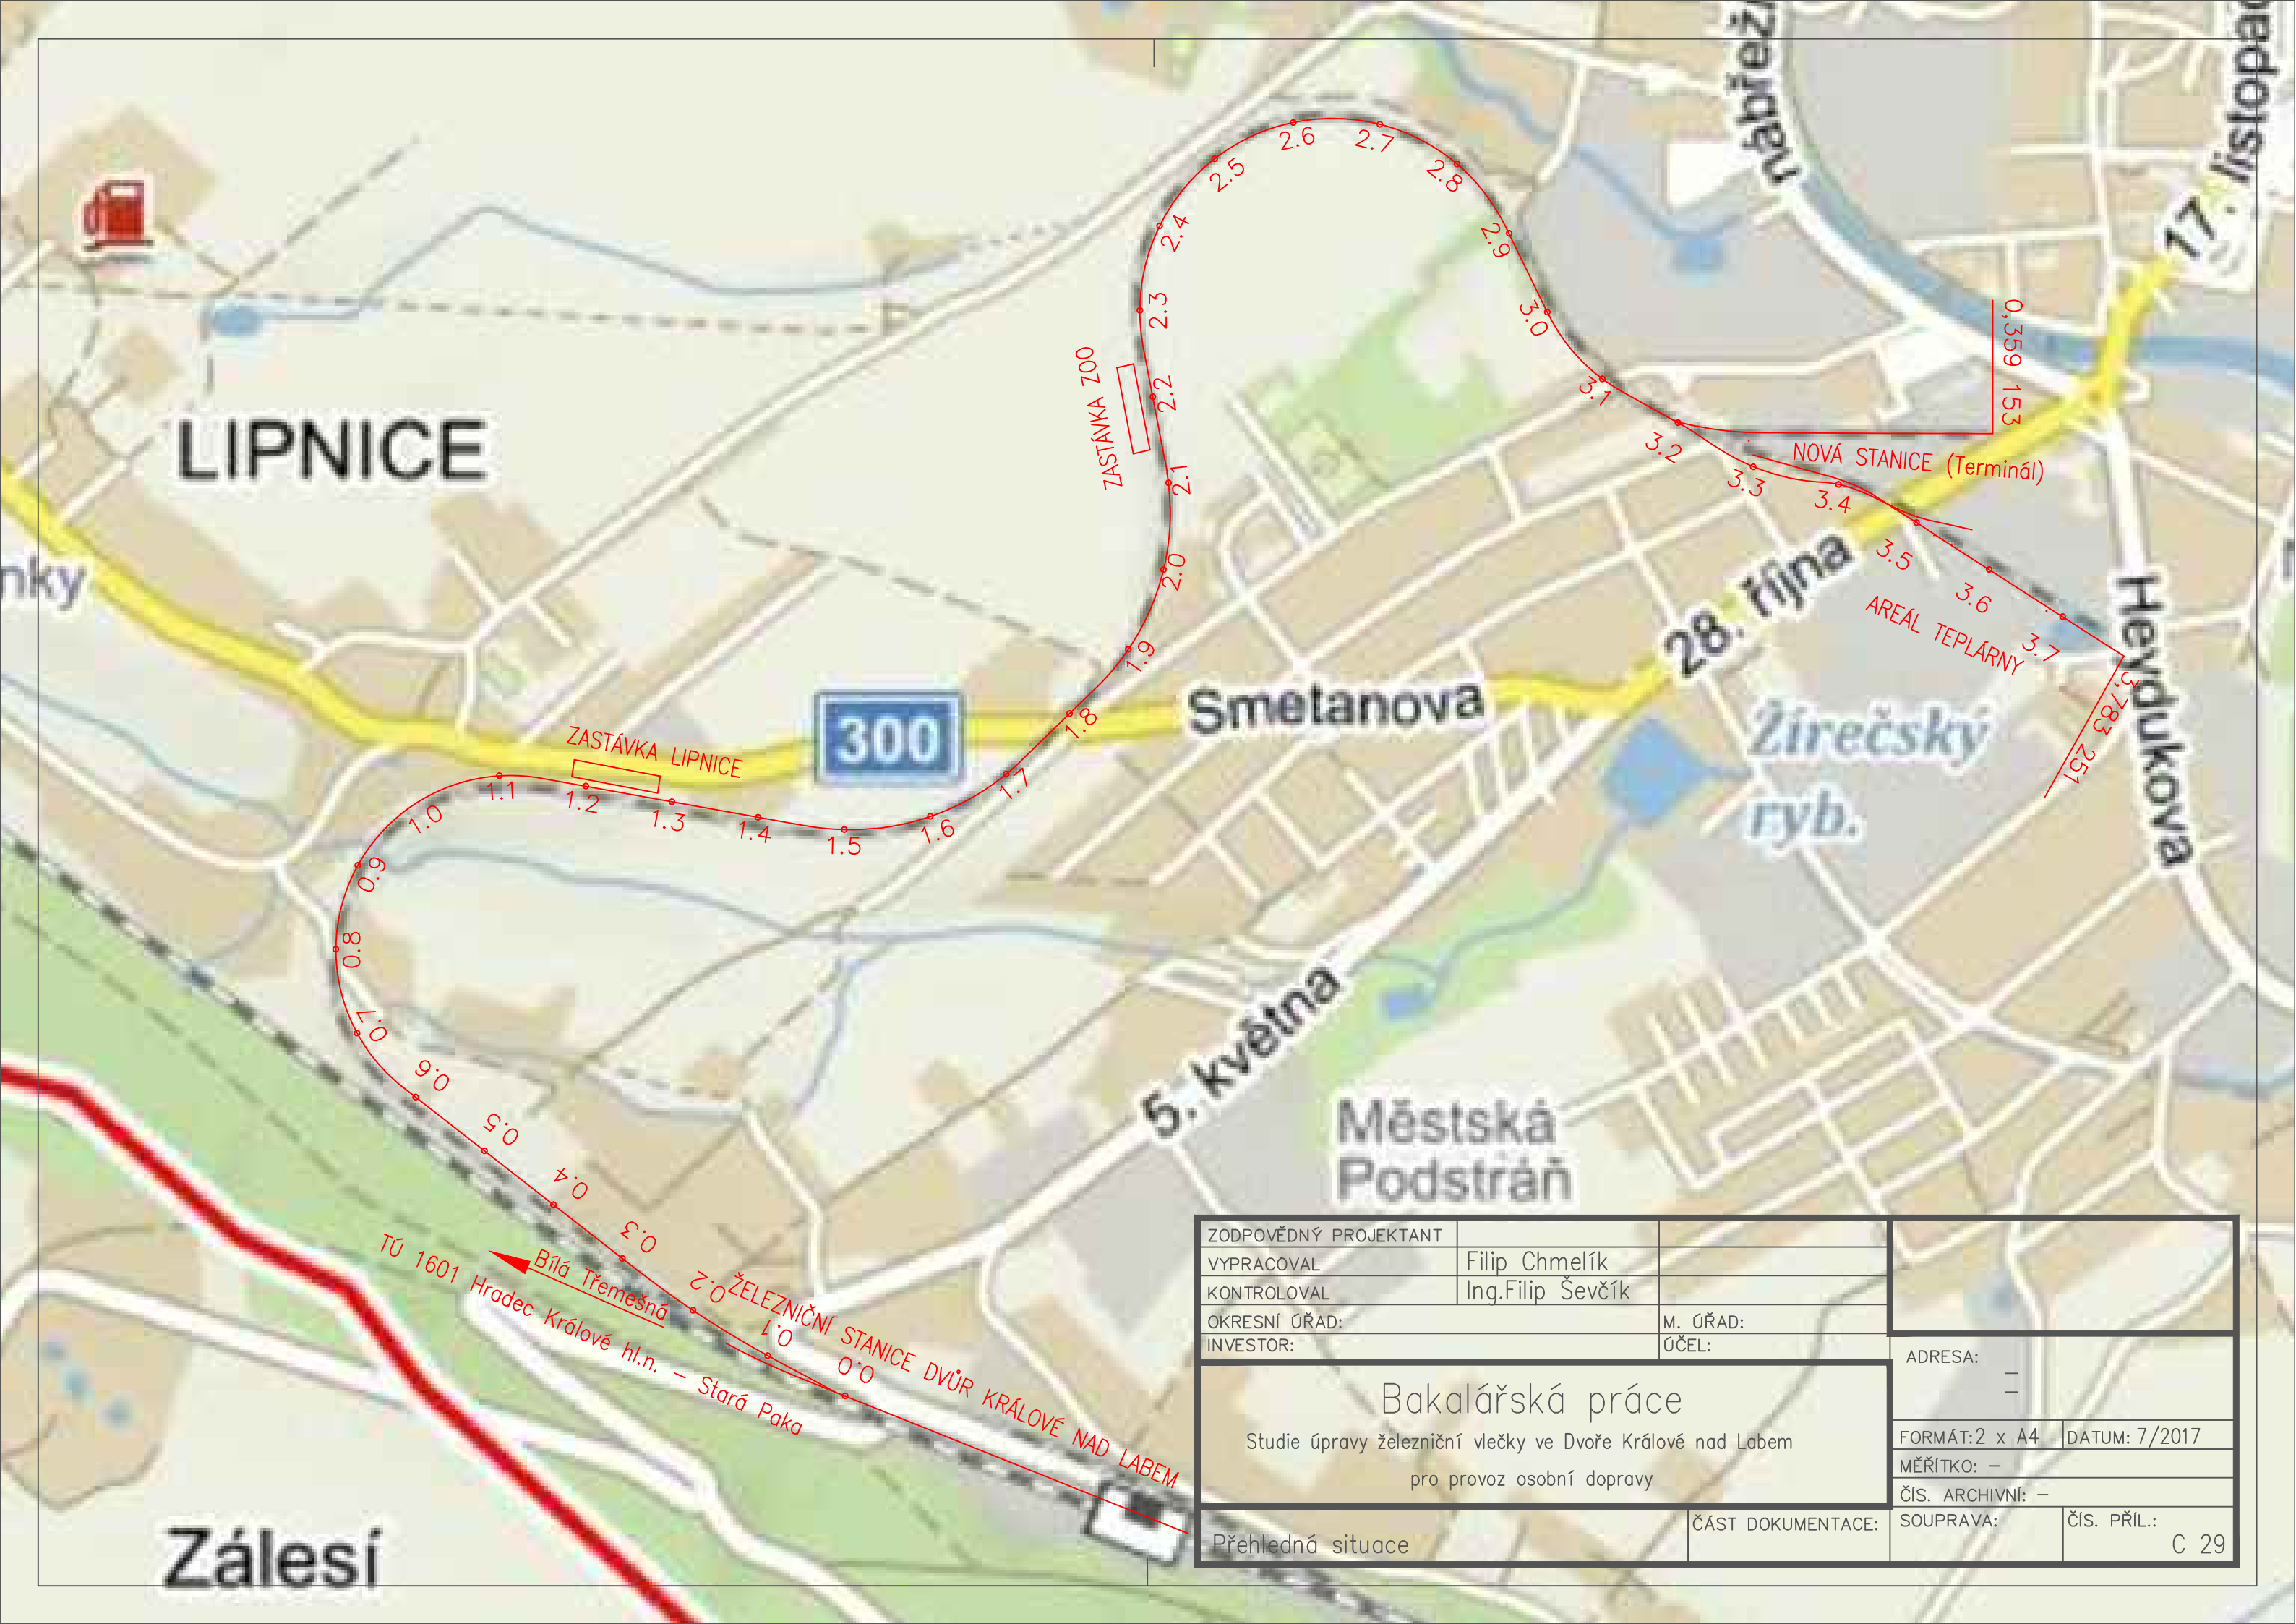 nábřeží
17. listopadu
LIPNICE
nky
300
Smetanova
28. října
Heydukova
Žírečský
ryb.
5. května
Městská
Podstráň
Zálesí
0.0
0.1
0.2
0.3
0.4
0.5
0.6
0.7
0.8
0.9
1.0
1.1
1.2
1.3
1.4
1.5
1.6
1.7
1.8
1.9
2.0
2.1
2.2
2.3
2.4
2.5
2.6
2.7
2.8
2.9
3.0
3.1
3.2
3.3
3.4
3.5
3.6
3.7
3,783 251
0,359 153
ZASTÁVKA ZOO
ZASTÁVKA LIPNICE
NOVÁ STANICE (Terminál)
AREÁL TEPLÁRNY
ŽELEZNIČNÍ STANICE DVŮR KRÁLOVÉ NAD LABEM
Bílá Třemešná
TÚ 1601 Hradec Králové hl.n. – Stará Paka
ZODPOVĚDNÝ PROJEKTANT
VYPRACOVAL Filip Chmelík
KONTROLOVAL Ing.Filip Ševčík
OKRESNÍ ÚŘAD: M. ÚŘAD:
INVESTOR: ÚČEL:
Bakalářská práce
Studie úpravy železniční vlečky ve Dvoře Králové nad Labem
pro provoz osobní dopravy
Přehledná situace
ČÁST DOKUMENTACE:
ADRESA:
–
–
FORMÁT:2 x A4 DATUM: 7/2017
MĚŘÍTKO: –
ČÍS. ARCHIVNÍ: –
SOUPRAVA: ČÍS. PŘÍL.:
C 29